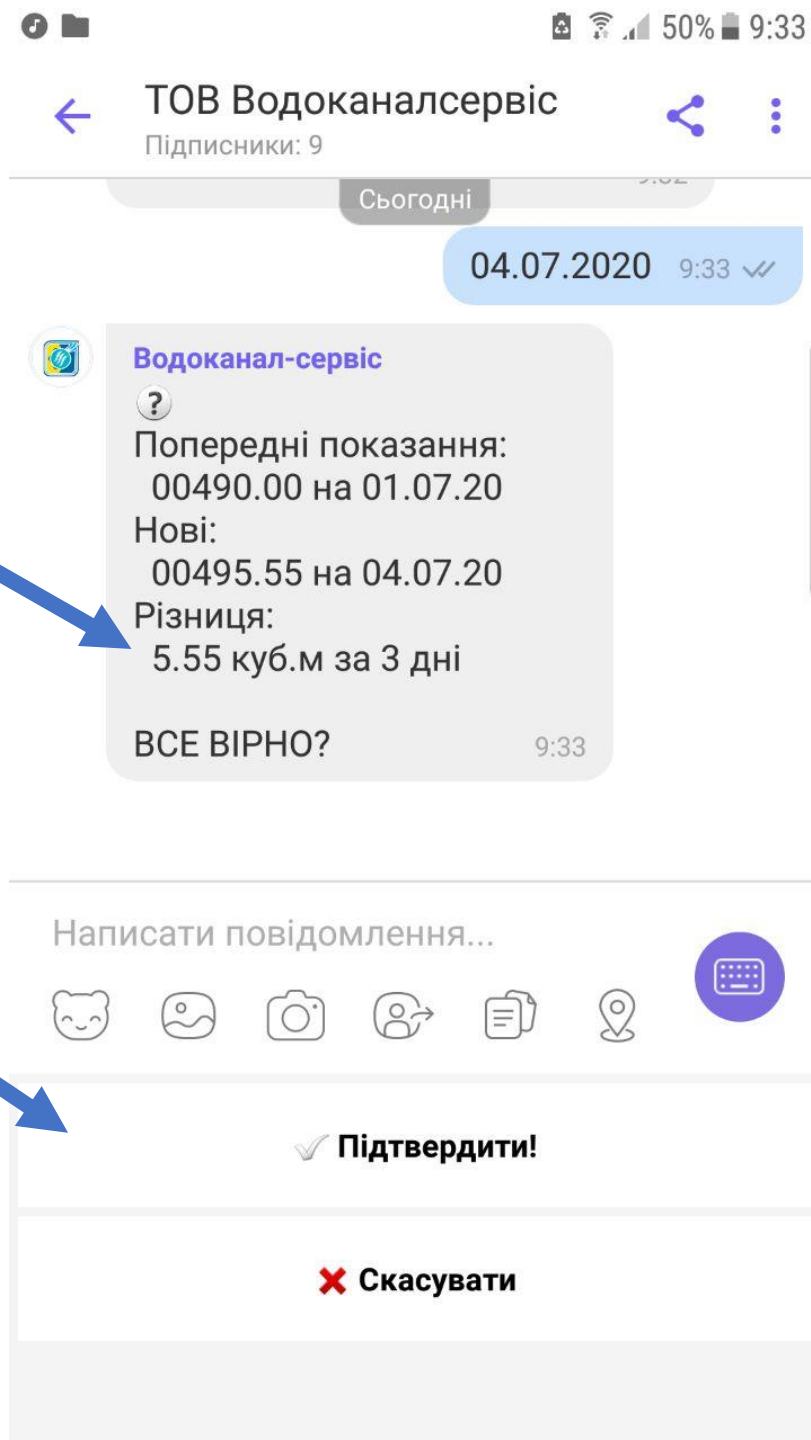 50% 9:33
ТОВ Водоканалсервіс
Підписники: 9
Сьогодні
04.07.2020 9:33
Водоканал-сервіс
?
Попередні показання:
00490.00 на 01.07.20
Нові:
00495.55 на 04.07.20
Різниця:
5.55 куб.м за 3 дні
ВСЕ ВІРНО? 9:33
Написати повідомлення...
Підтвердити!
Скасувати